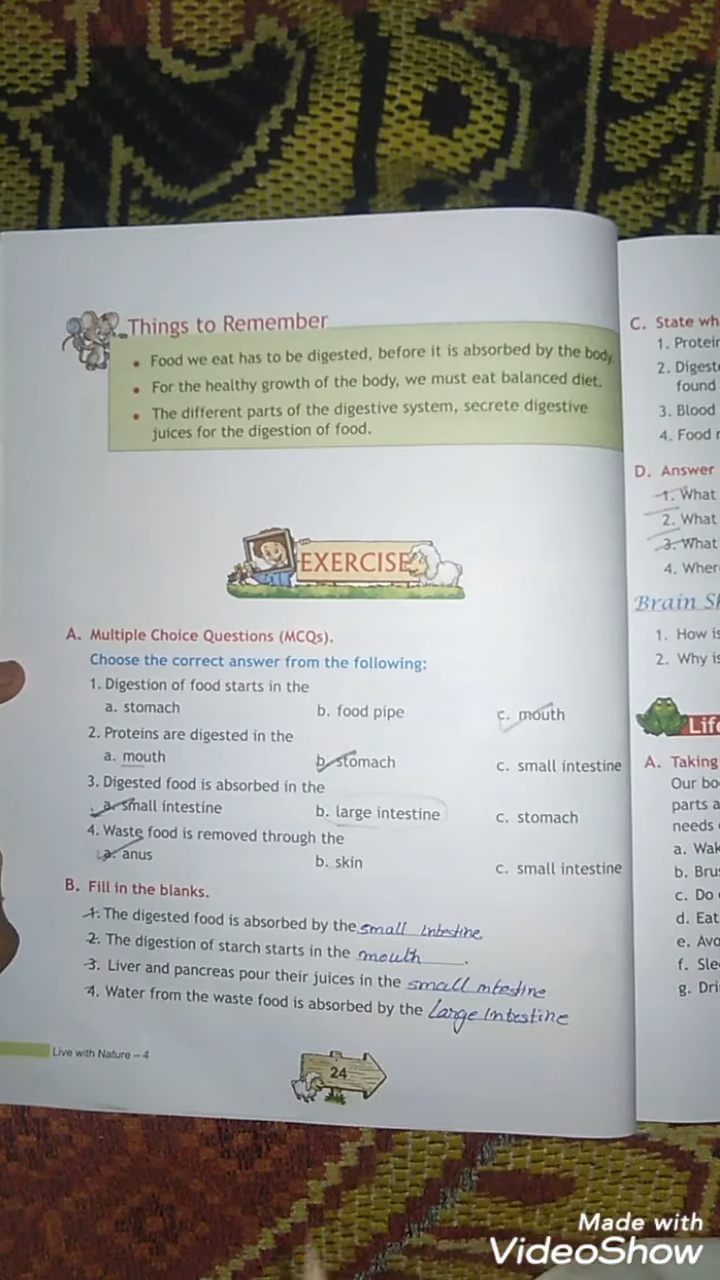 Things to Remember
• Food we eat has to be digested, before it is absorbed by the body.
• For the healthy growth of the body, we must eat balanced diet.
• The different parts of the digestive system, secrete digestive
juices for the digestion of food.
EXERCISE
A. Multiple Choice Questions (MCQs).
Choose the correct answer from the following:
1. Digestion of food starts in the
a. stomach b. food pipe c. mouth
2. Proteins are digested in the
a. mouth b. stomach c. small intestine
3. Digested food is absorbed in the
a. small intestine b. large intestine c. stomach
4. Waste food is removed through the
a. anus b. skin c. small intestine
B. Fill in the blanks.
1. The digested food is absorbed by the small intestine
2. The digestion of starch starts in the mouth.
3. Liver and pancreas pour their juices in the small intestine
4. Water from the waste food is absorbed by the Large Intestine
Live with Nature – 4
24
C. State wh
1. Protein
2. Digest
found
3. Blood
4. Food
D. Answer
1. What
2. What
3. What
4. Wher
Brain
1. How is
2. Why is
Life
A. Taking
Our bo
parts a
needs
a. Wak
b. Bru
c. Do
d. Eat
e. Avo
f. Sle
g. Dri
Made with
VideoShow